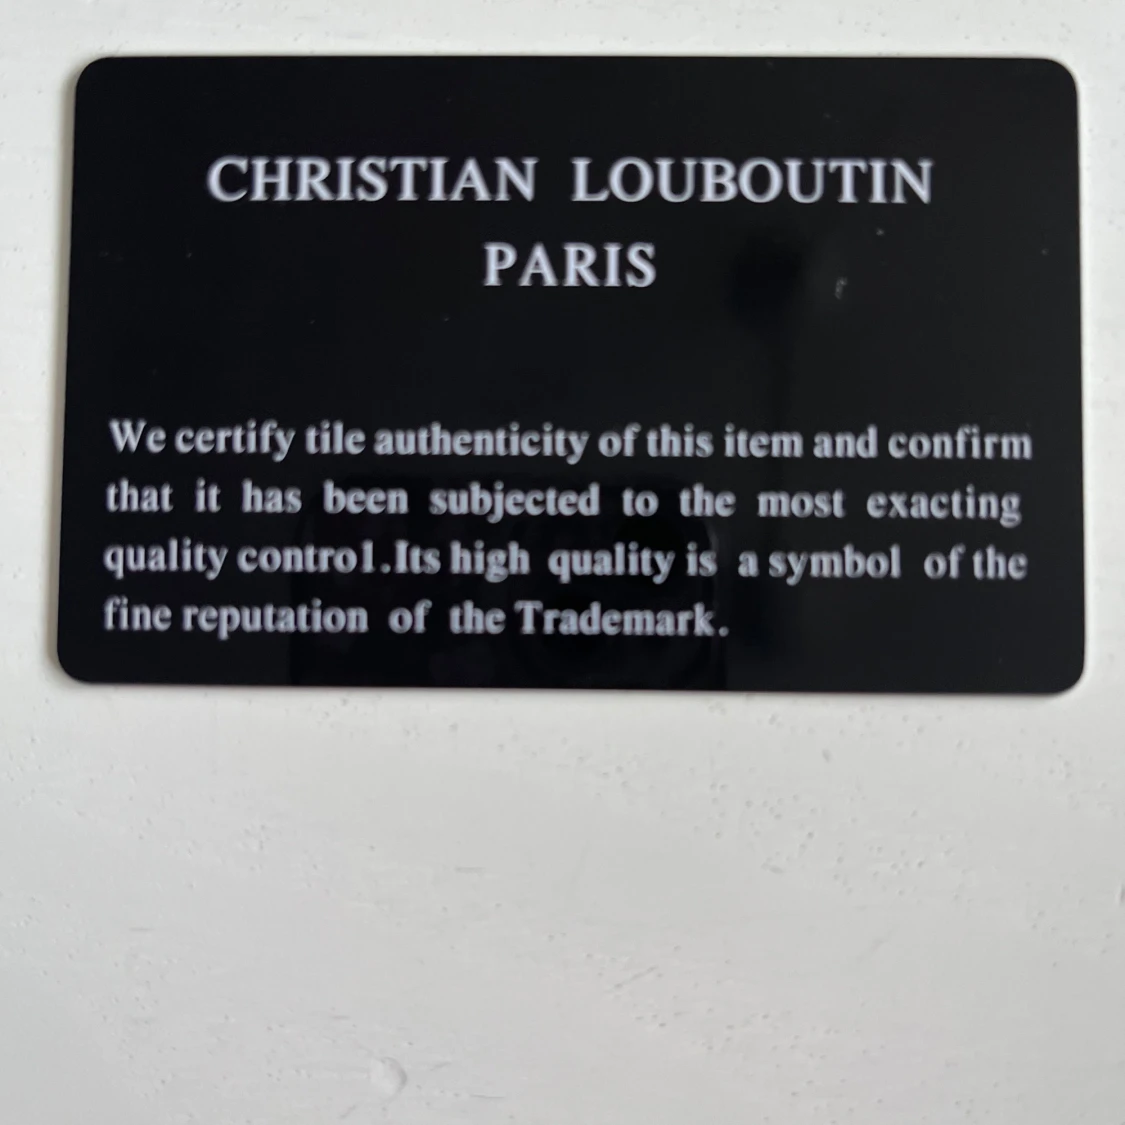 CHRISTIAN LOUBOUTIN
PARIS
We certify tile authenticity of this item and confirm
that it has been subjected to the most exacting
quality control.Its high quality is a symbol of the
fine reputation of the Trademark.